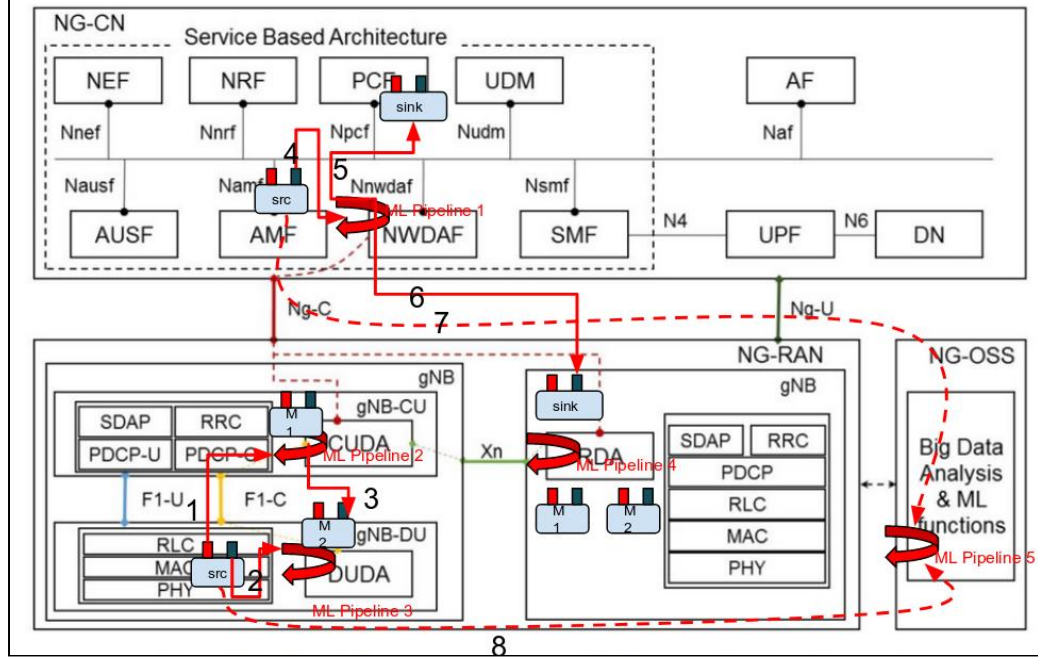 NG-CN
Service Based Architecture
NEF
NRF
PCF
UDM
AF
sink
Nnef
Nnrf
Npcf
Nudm
Naf
4
5
Nausf
Namf
Nnwdaf
Nsmf
src
ML Pipeline 1
AUSF
AMF
NWDAF
SMF
N4
UPF
N6
DN
6
7
Ng-C
Ng-U
NG-RAN
NG-OSS
gNB
gNB
gNB-CU
M
1
sink
SDAP
RRC
PDCP-U
PDCP-C
CUDA
ML Pipeline 2
Xn
RDA
ML Pipeline 4
SDAP
RRC
PDCP
RLC
MAC
PHY
Big Data
Analysis
& ML
functions
F1-U
F1-C
1
3
M
2
M
1
M
2
gNB-DU
RLC
MAC
PHY
src
2
DUDA
ML Pipeline 3
ML Pipeline 5
8